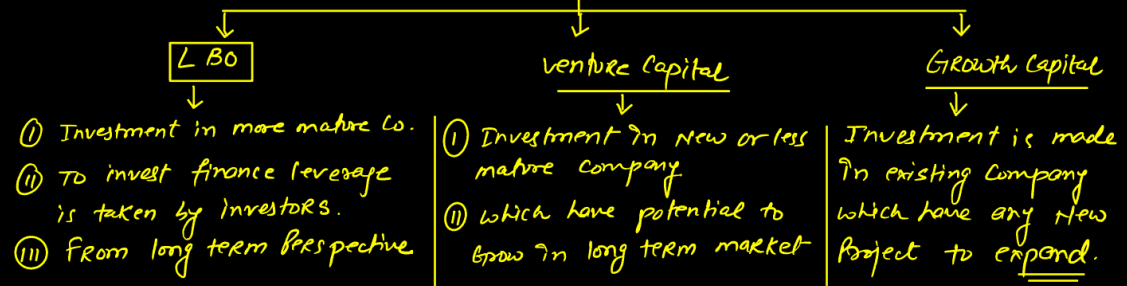 LBO
(I) Investment in more mature Co.
(II) To invest finance leverage
is taken by investors.
(III) From long term Perspective
Venture Capital
(I) Investment in New or less
mature company
(II) which have potential to
Grow in long term market
Growth Capital
Investment is made
in existing Company
which have any New
Project to expend.